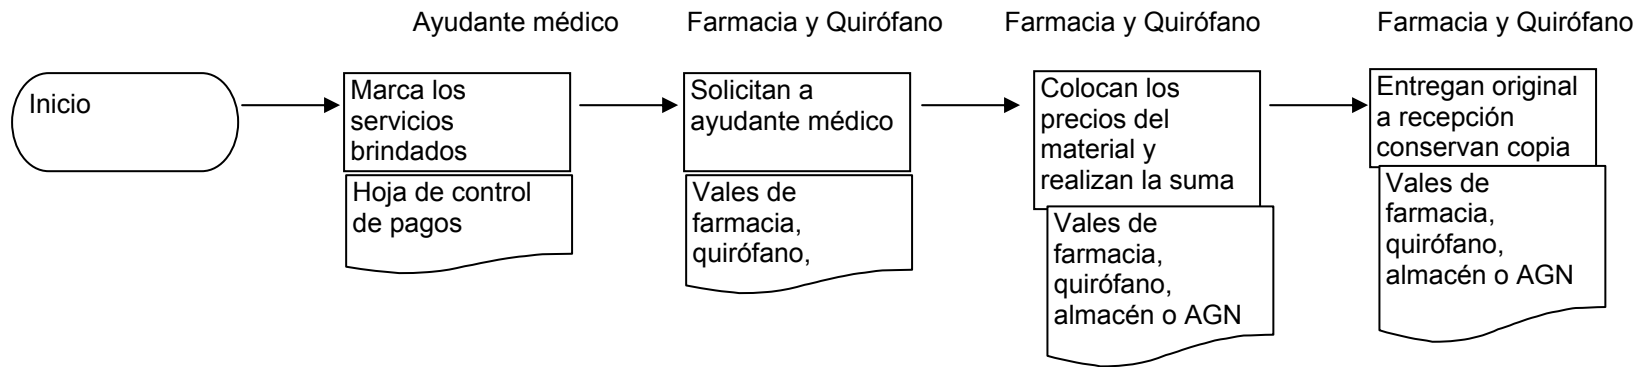 Ayudante médico
Farmacia y Quirófano
Farmacia y Quirófano
Farmacia y Quirófano
Inicio
Marca los
servicios
brindados
Hoja de control
de pagos
Solicitan a
ayudante médico
Vales de
farmacia,
quirófano,
Colocan los
precios del
material y
realizan la suma
Vales de
farmacia,
quirófano,
almacén o AGN
Entregan original
a recepción
conservan copia
Vales de
farmacia,
quirófano,
almacén o AGN